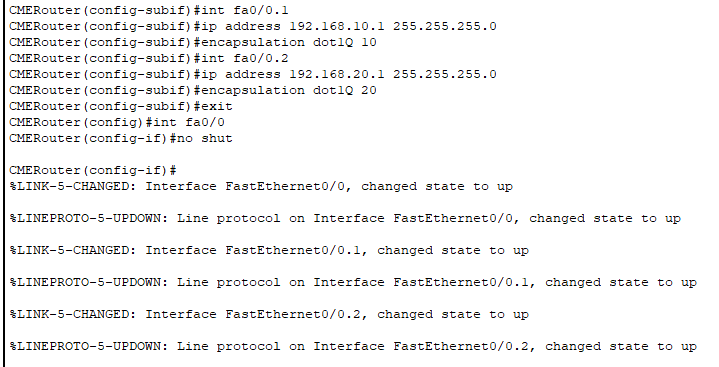 CMERouter(config-subif)#int fa0/0.1
CMERouter(config-subif)#ip address 192.168.10.1 255.255.255.0
CMERouter(config-subif)#encapsulation dot1Q 10
CMERouter(config-subif)#int fa0/0.2
CMERouter(config-subif)#ip address 192.168.20.1 255.255.255.0
CMERouter(config-subif)#encapsulation dot1Q 20
CMERouter(config-subif)#exit
CMERouter(config)#int fa0/0
CMERouter(config-if)#no shut
CMERouter(config-if)#
%LINK-5-CHANGED: Interface FastEthernet0/0, changed state to up
%LINEPROTO-5-UPDOWN: Line protocol on Interface FastEthernet0/0, changed state to up
%LINK-5-CHANGED: Interface FastEthernet0/0.1, changed state to up
%LINEPROTO-5-UPDOWN: Line protocol on Interface FastEthernet0/0.1, changed state to up
%LINK-5-CHANGED: Interface FastEthernet0/0.2, changed state to up
%LINEPROTO-5-UPDOWN: Line protocol on Interface FastEthernet0/0.2, changed state to up